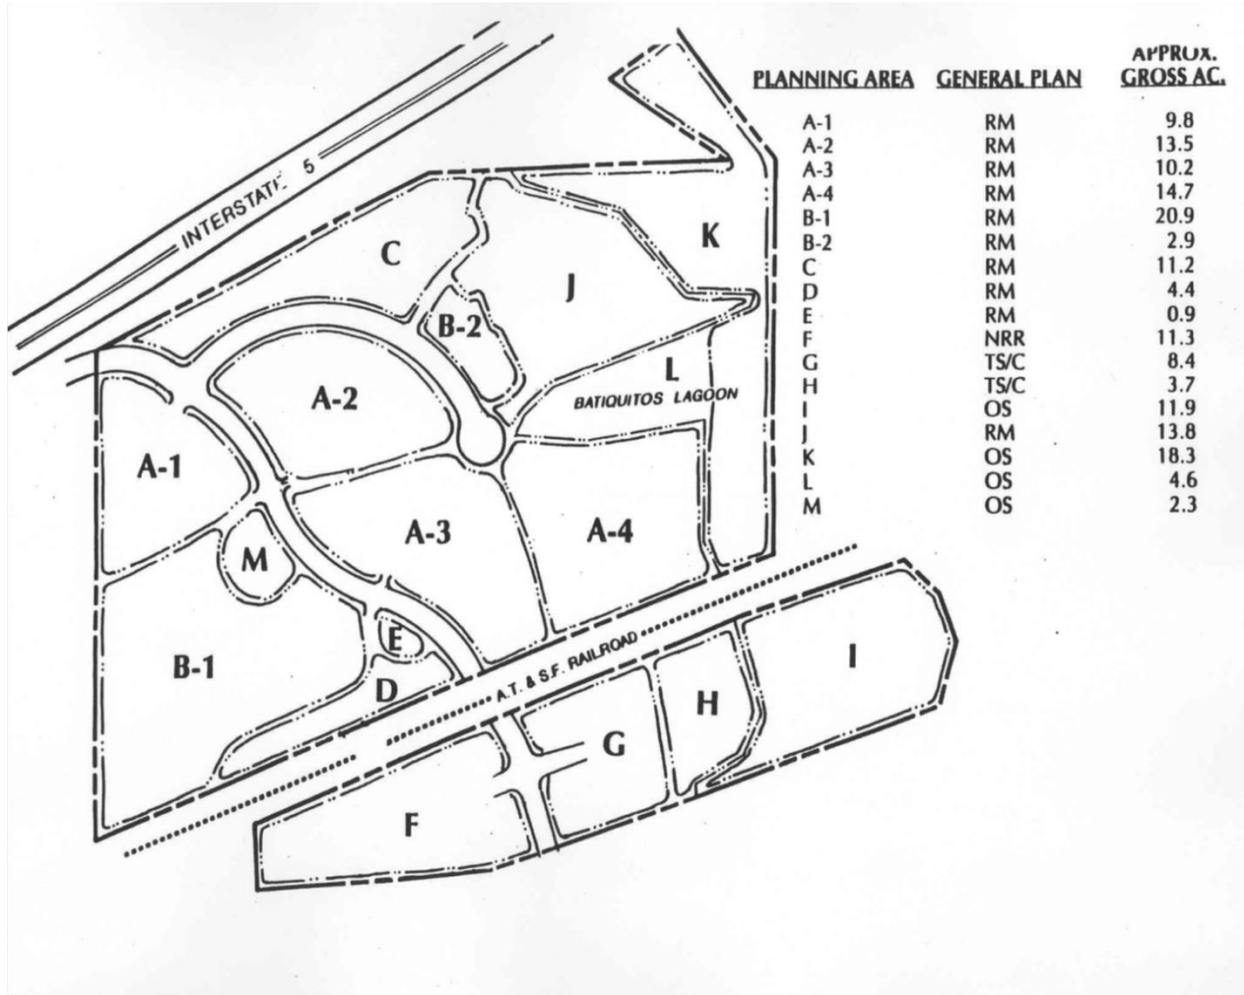 APPROX.
PLANNING AREA GENERAL PLAN GROSS AC.
A-1 RM 9.8
A-2 RM 13.5
A-3 RM 10.2
A-4 RM 14.7
B-1 RM 20.9
B-2 RM 2.9
C RM 11.2
D RM 4.4
E RM 0.9
F NRR 11.3
G TS/C 8.4
H TS/C 3.7
I OS 11.9
J RM 13.8
K OS 18.3
L OS 4.6
M OS 2.3
INTERSTATE 5
K
C
J
B-2
L
BATIQUITOS LAGOON
A-2
A-1
A-3
A-4
M
E
B-1
D
A.T. & S.F. RAILROAD
I
H
G
F